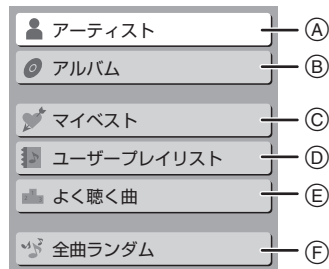 アーティスト Ⓐ
アルバム Ⓑ
マイベスト Ⓒ
ユーザープレイリスト Ⓓ
よく聴く曲 Ⓔ
全曲ランダム Ⓕ